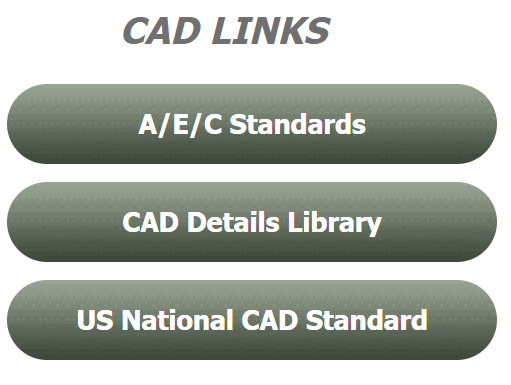 CAD LINKS
A/E/C Standards
CAD Details Library
US National CAD Standard